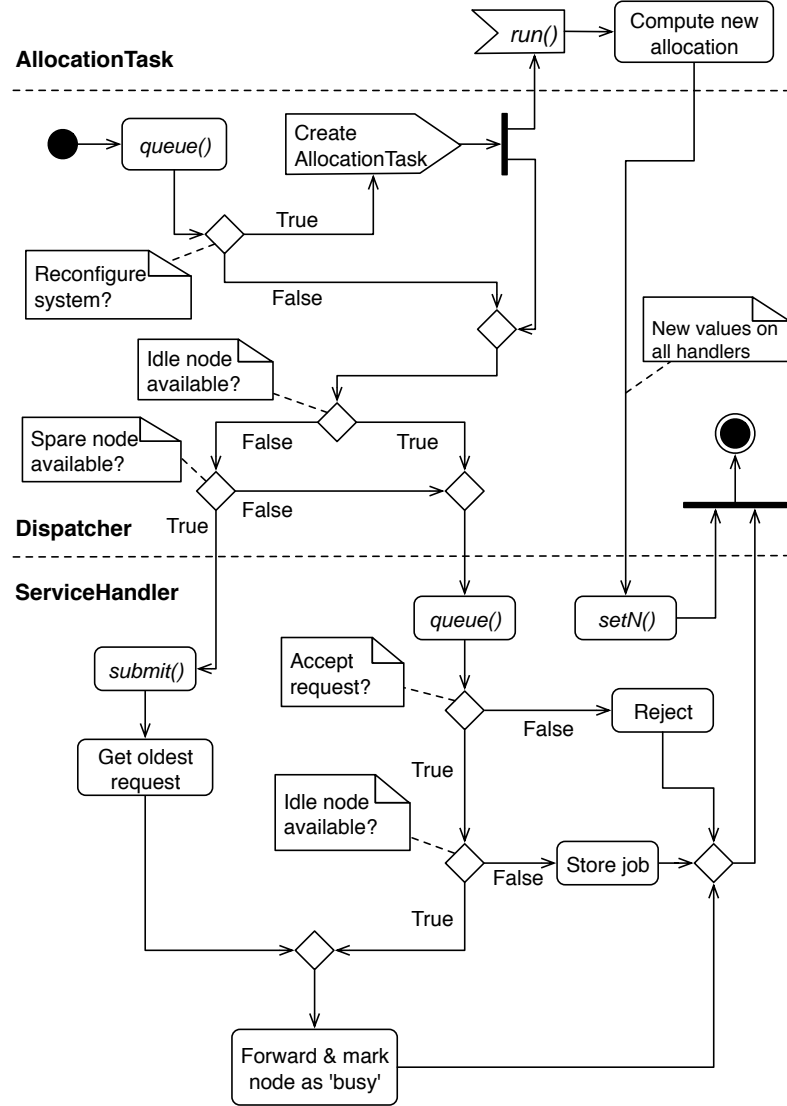 run()
Compute new
allocation
AllocationTask
queue()
Create
AllocationTask
True
Reconfigure
system?
False
New values on
all handlers
Idle node
available?
Spare node
available?
False
True
True
False
Dispatcher
ServiceHandler
queue()
setN()
submit()
Accept
request?
Reject
False
Get oldest
request
True
Idle node
available?
Store job
False
True
Forward & mark
node as 'busy'